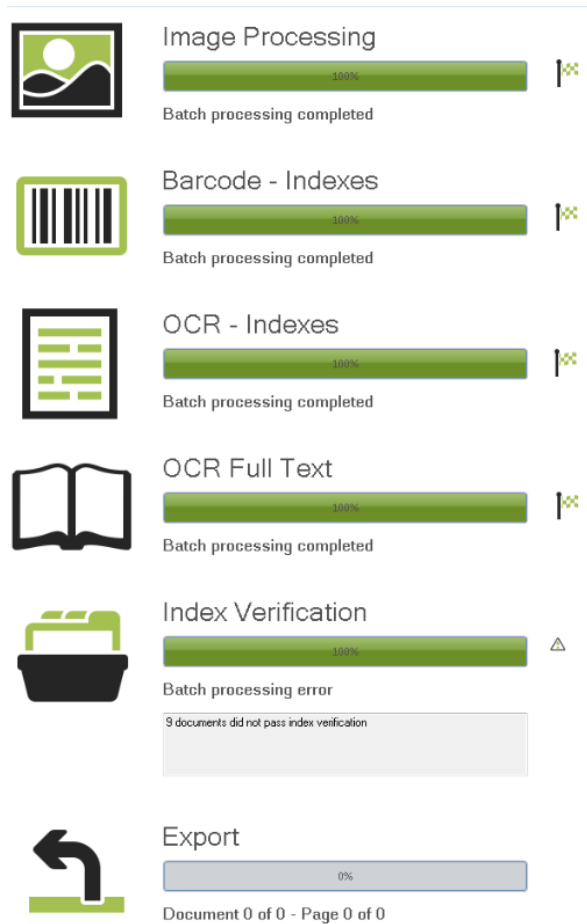 Image Processing
100%
Batch processing completed
Barcode - Indexes
100%
Batch processing completed
OCR - Indexes
100%
Batch processing completed
OCR Full Text
100%
Batch processing completed
Index Verification
100%
Batch processing error
9 documents did not pass index verification
Export
0%
Document 0 of 0 - Page 0 of 0